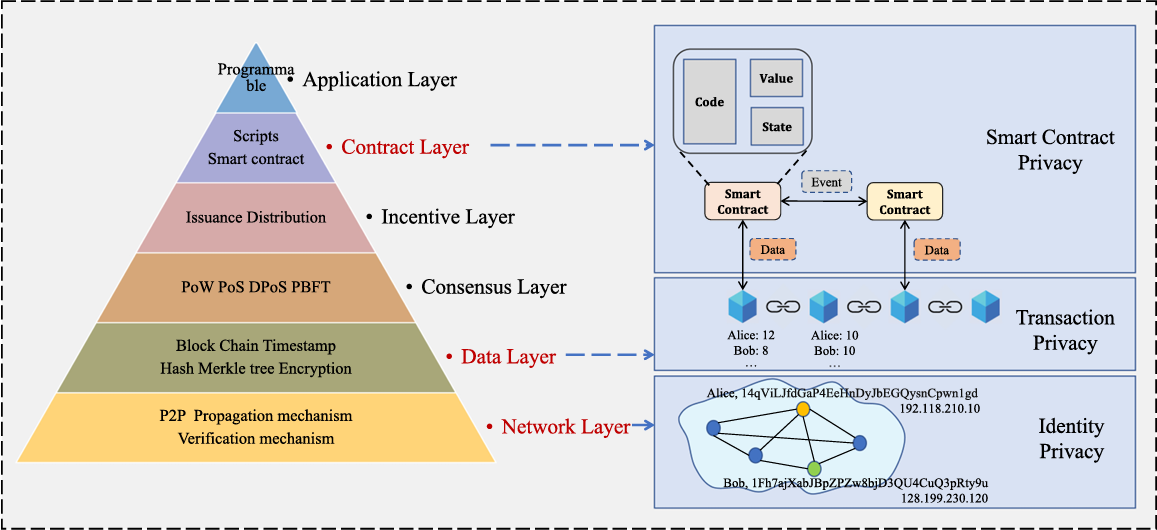 Programma
ble
• Application Layer
Scripts
Smart contract
• Contract Layer
Issuance Distribution
• Incentive Layer
PoW PoS DPoS PBFT
• Consensus Layer
Block Chain Timestamp
Hash Merkle tree Encryption
• Data Layer
P2P Propagation mechanism
Verification mechanism
• Network Layer
Code
Value
State
Smart
Contract
Event
Smart
Contract
Data
Data
Smart Contract
Privacy
Alice: 12
Bob: 8
...
Alice: 10
Bob: 10
...
Transaction
Privacy
Alice, 14qViLJfdGaP4EeHnDyJbEGQysnCpwn1gd
192.118.210.10
Bob, 1Fh7ajXabJBpZPZw8bjD3QU4CuQ3pRty9u
128.199.230.120
Identity
Privacy